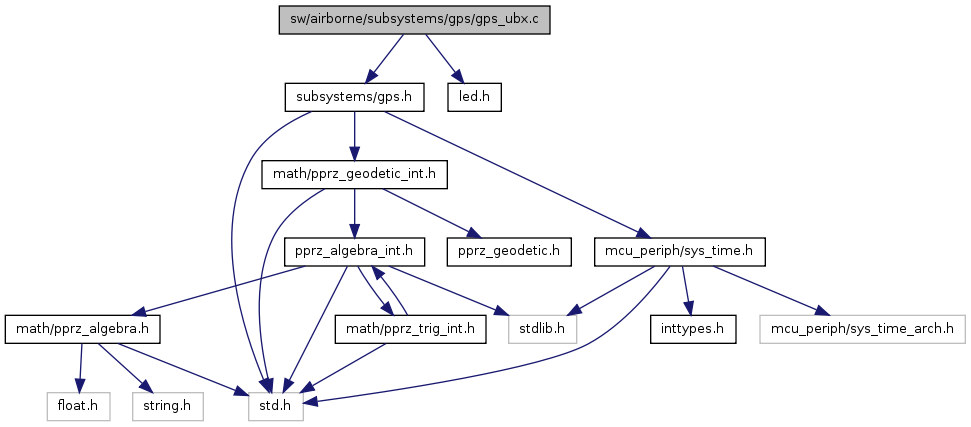 sw/airborne/subsystems/gps/gps_ubx.c
subsystems/gps.h
led.h
math/pprz_geodetic_int.h
pprz_algebra_int.h
pprz_geodetic.h
mcu_periph/sys_time.h
math/pprz_algebra.h
math/pprz_trig_int.h
stdlib.h
inttypes.h
mcu_periph/sys_time_arch.h
float.h
string.h
std.h